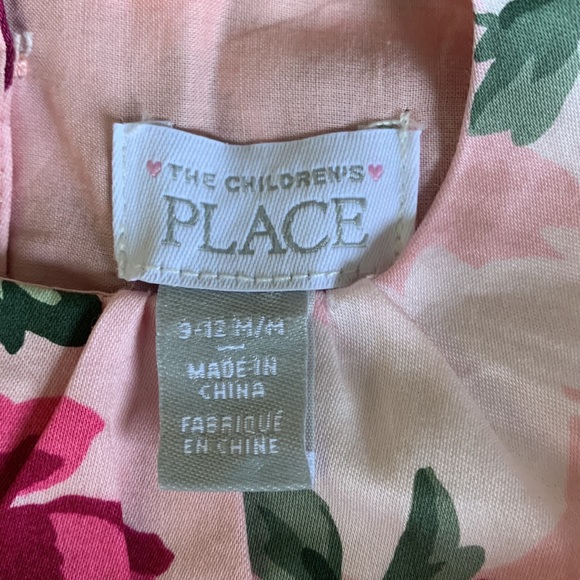 THE CHILDREN'S
PLACE
9-12 M/M
MADE IN
CHINA
FABRIQUÉ
EN CHINE